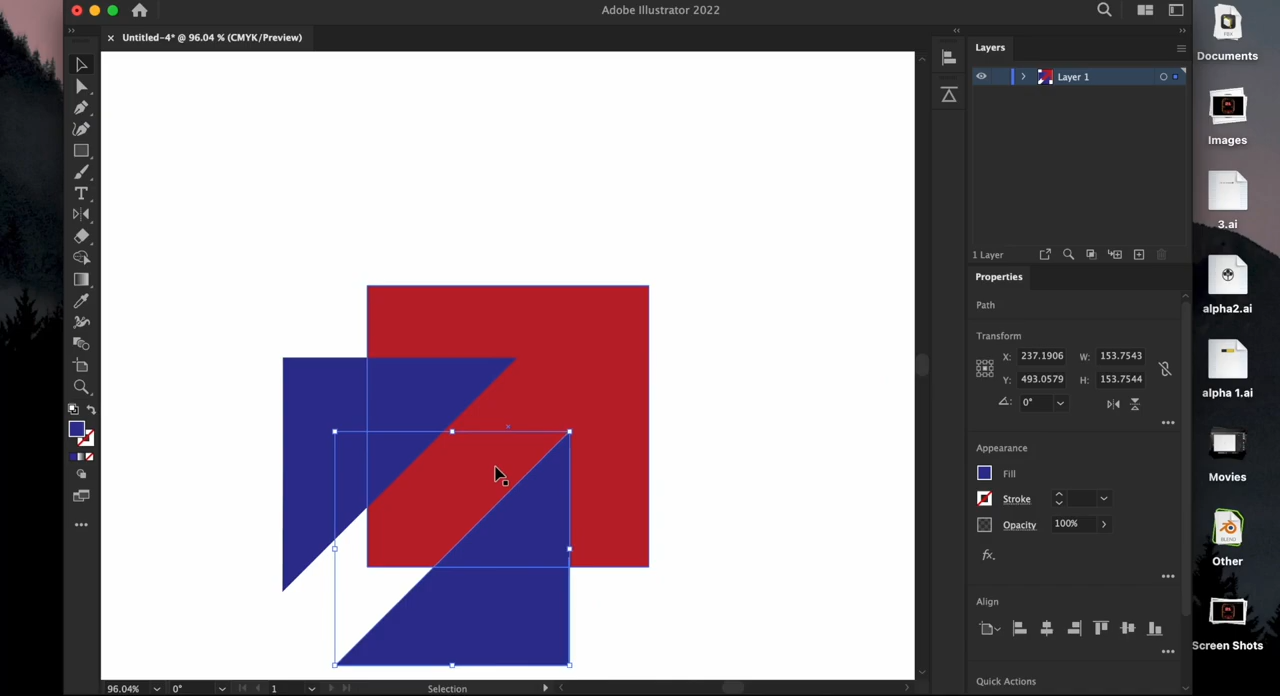 Adobe Illustrator 2022
× Untitled-4* @ 96.04 % (CMYK/Preview)
Layers
Layer 1
1 Layer
Properties
Path
Transform
X: 237.1906 W: 153.7543
Y: 493.0579 H: 153.7544
0°
Appearance
Fill
Stroke
Opacity 100%
fx.
Align
Quick Actions
96.04% 0° 1 Selection
Documents
Images
3.ai
alpha2.ai
alpha 1.ai
Movies
BLEND
Other
Screen Shots